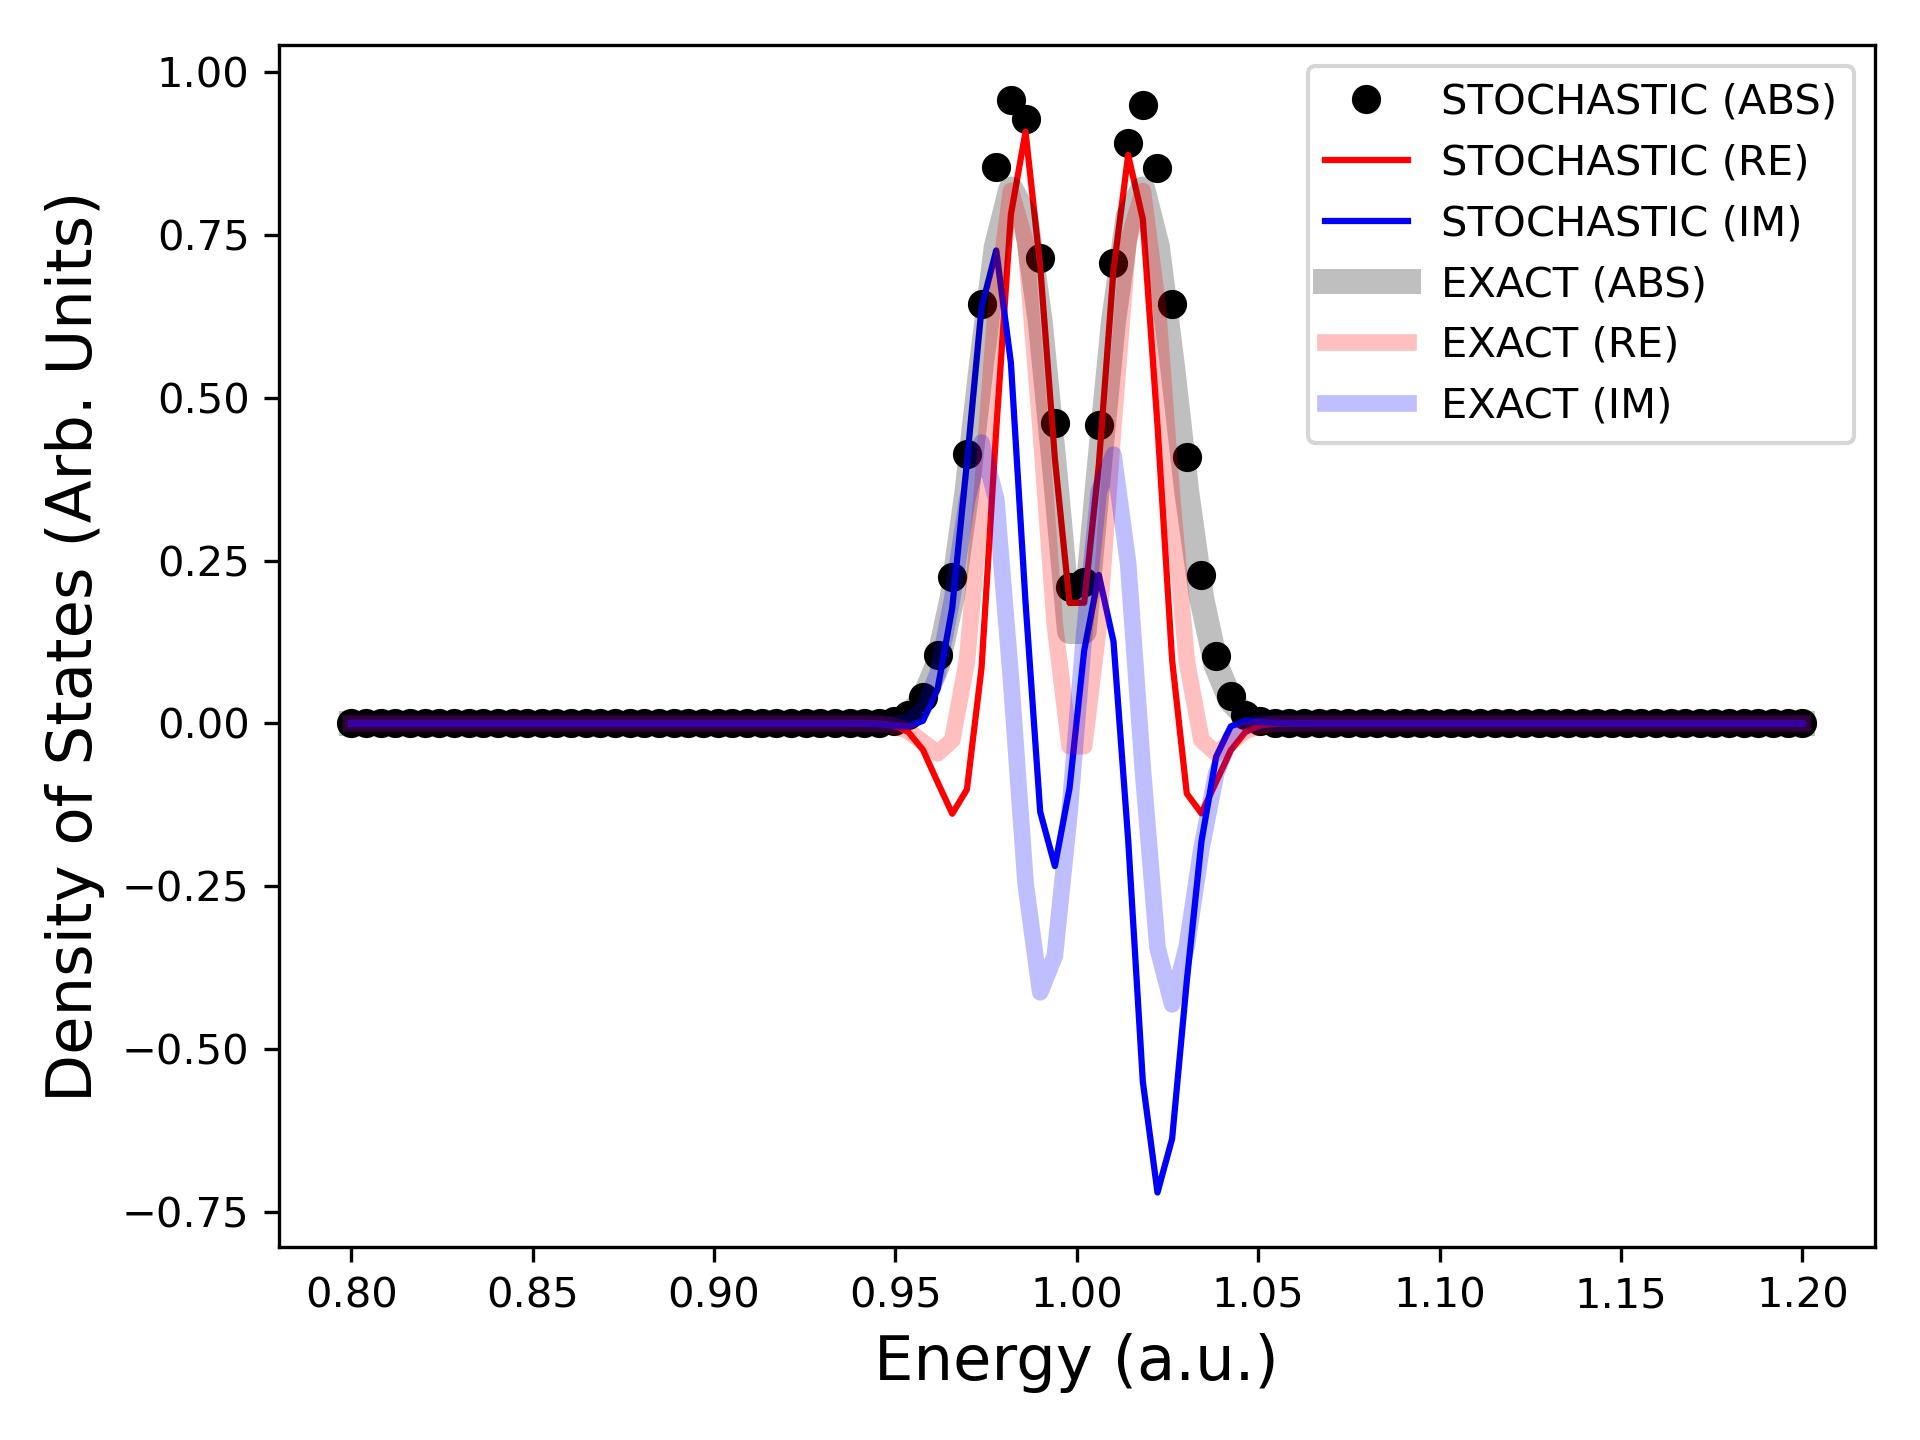 Density of States (Arb. Units)
1.00
0.75
0.50
0.25
0.00
−0.25
−0.50
−0.75
STOCHASTIC (ABS)
STOCHASTIC (RE)
STOCHASTIC (IM)
EXACT (ABS)
EXACT (RE)
EXACT (IM)
0.80 0.85 0.90 0.95 1.00 1.05 1.10 1.15 1.20
Energy (a.u.)